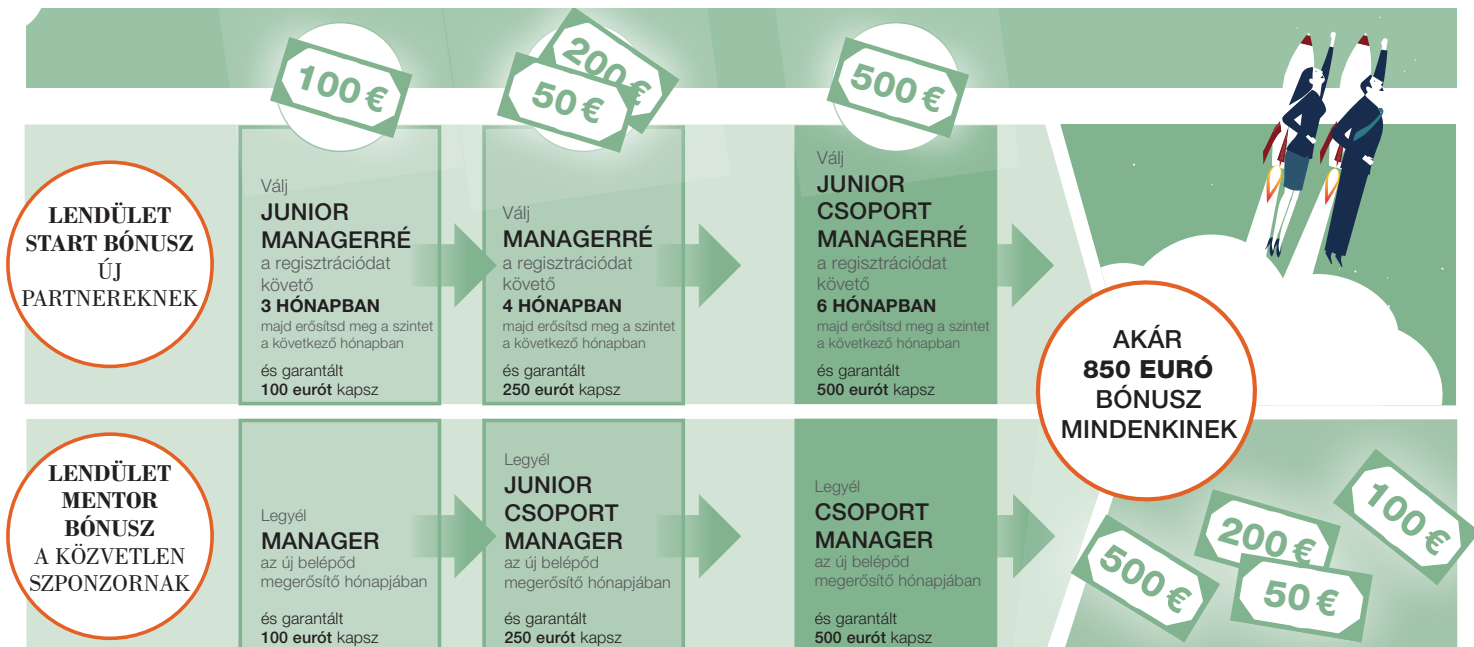 100 €
200 €
50 €
500 €
LENDÜLET
START BÓNUSZ
ÚJ
PARTNEREKNEK
Válj
JUNIOR
MANAGERRÉ
a regisztrációdat
követő
3 HÓNAPBAN
majd erősítsd meg a szintet
a következő hónapban
és garantált
100 eurót kapsz
Válj
MANAGERRÉ
a regisztrációdat
követő
4 HÓNAPBAN
majd erősítsd meg a szintet
a következő hónapban
és garantált
250 eurót kapsz
Válj
JUNIOR
CSOPORT
MANAGERRÉ
a regisztrációdat
követő
6 HÓNAPBAN
majd erősítsd meg a szintet
a következő hónapban
és garantált
500 eurót kapsz
AKÁR
850 EURÓ
BÓNUSZ
MINDENKINEK
LENDÜLET
MENTOR
BÓNUSZ
A KÖZVETLEN
SZPONZORNAK
Legyél
MANAGER
az új belépőd
megerősítő hónapjában
és garantált
100 eurót kapsz
Legyél
JUNIOR
CSOPORT
MANAGER
az új belépőd
megerősítő hónapjában
és garantált
250 eurót kapsz
Legyél
CSOPORT
MANAGER
az új belépőd
megerősítő hónapjában
és garantált
500 eurót kapsz
100 €
200 €
500 €
50 €